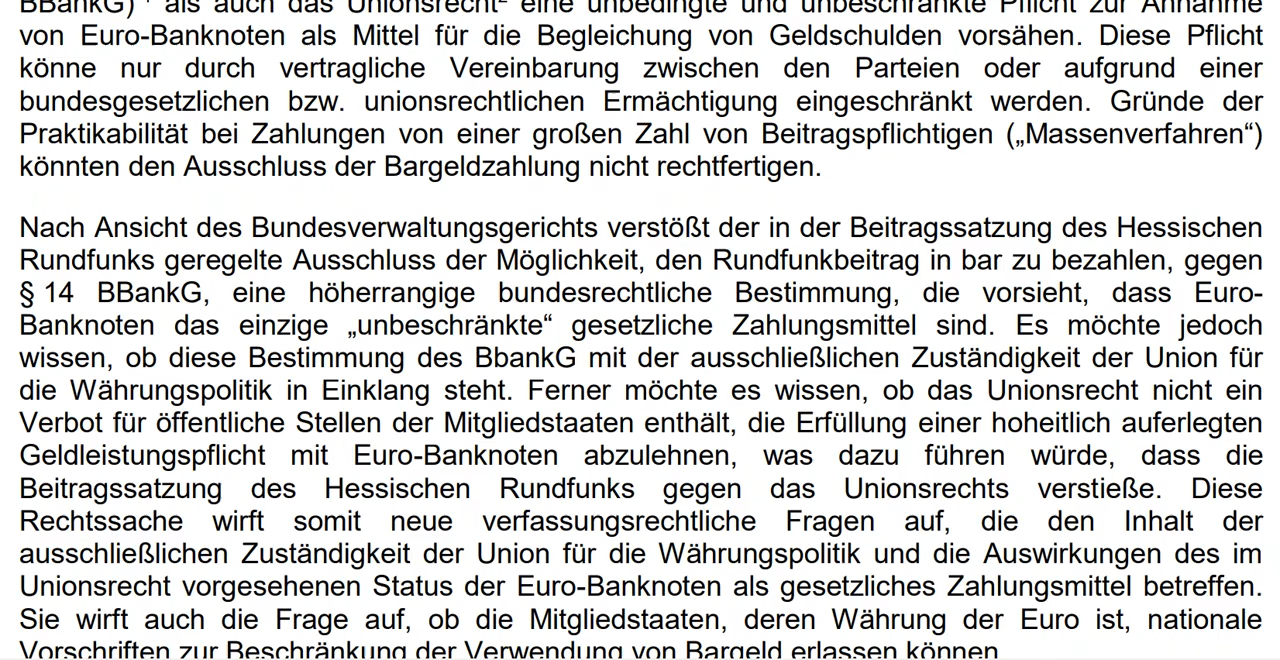 BBankG) 1 als auch das Unionsrecht2 eine unbedingte und unbeschränkte Pflicht zur Annahme
von Euro-Banknoten als Mittel für die Begleichung von Geldschulden vorsähen. Diese Pflicht
könne nur durch vertragliche Vereinbarung zwischen den Parteien oder aufgrund einer
bundesgesetzlichen bzw. unionsrechtlichen Ermächtigung eingeschränkt werden. Gründe der
Praktikabilität bei Zahlungen von einer großen Zahl von Beitragspflichtigen („Massenverfahren“)
könnten den Ausschluss der Bargeldzahlung nicht rechtfertigen.
Nach Ansicht des Bundesverwaltungsgerichts verstößt der in der Beitragssatzung des Hessischen
Rundfunks geregelte Ausschluss der Möglichkeit, den Rundfunkbeitrag in bar zu bezahlen, gegen
§ 14 BBankG, eine höherrangige bundesrechtliche Bestimmung, die vorsieht, dass Euro-
Banknoten das einzige „unbeschränkte“ gesetzliche Zahlungsmittel sind. Es möchte jedoch
wissen, ob diese Bestimmung des BbankG mit der ausschließlichen Zuständigkeit der Union für
die Währungspolitik in Einklang steht. Ferner möchte es wissen, ob das Unionsrecht nicht ein
Verbot für öffentliche Stellen der Mitgliedstaaten enthält, die Erfüllung einer hoheitlich auferlegten
Geldleistungspflicht mit Euro-Banknoten abzulehnen, was dazu führen würde, dass die
Beitragssatzung des Hessischen Rundfunks gegen das Unionsrechts verstieße. Diese
Rechtssache wirft somit neue verfassungsrechtliche Fragen auf, die den Inhalt der
ausschließlichen Zuständigkeit der Union für die Währungspolitik und die Auswirkungen des im
Unionsrecht vorgesehenen Status der Euro-Banknoten als gesetzliches Zahlungsmittel betreffen.
Sie wirft auch die Frage auf, ob die Mitgliedstaaten, deren Währung der Euro ist, nationale
Vorschriften zur Beschränkung der Verwendung von Bargeld erlassen können